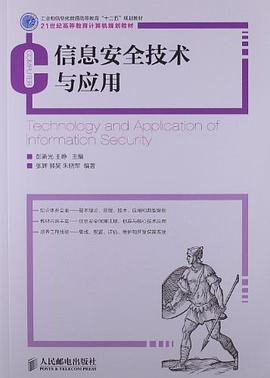 工业和信息化普通高等教育“十二五”规划教材
21世纪高等教育计算机规划教材
COMPUTER
信息安全技术
与应用
Technology and Application of
Information Security
彭新光 王峥 主编
张辉 郭昊 朱晓军 编著
人民邮电出版社
POSTS & TELECOM PRESS